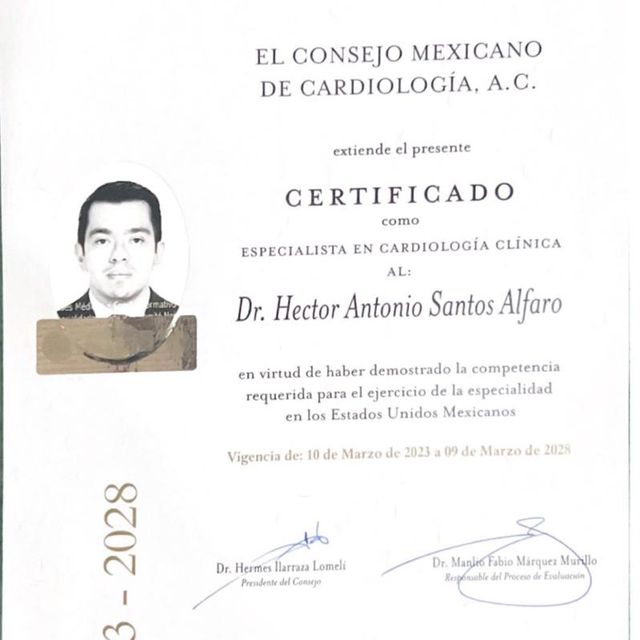 EL CONSEJO MEXICANO
DE CARDIOLOGÍA, A.C.
extiende el presente
CERTIFICADO
como
ESPECIALISTA EN CARDIOLOGÍA CLÍNICA
AL:
Dr. Hector Antonio Santos Alfaro
en virtud de haber demostrado la competencia
requerida para el ejercicio de la especialidad
en los Estados Unidos Mexicanos
Vigencia de: 10 de Marzo de 2023 a 09 de Marzo de 2028
Dr. Hermes Ilarraza Lomelí
Presidente del Consejo
Dr. Manlio Fabio Márquez Murillo
Responsable del Proceso de Evaluación
3 - 2028